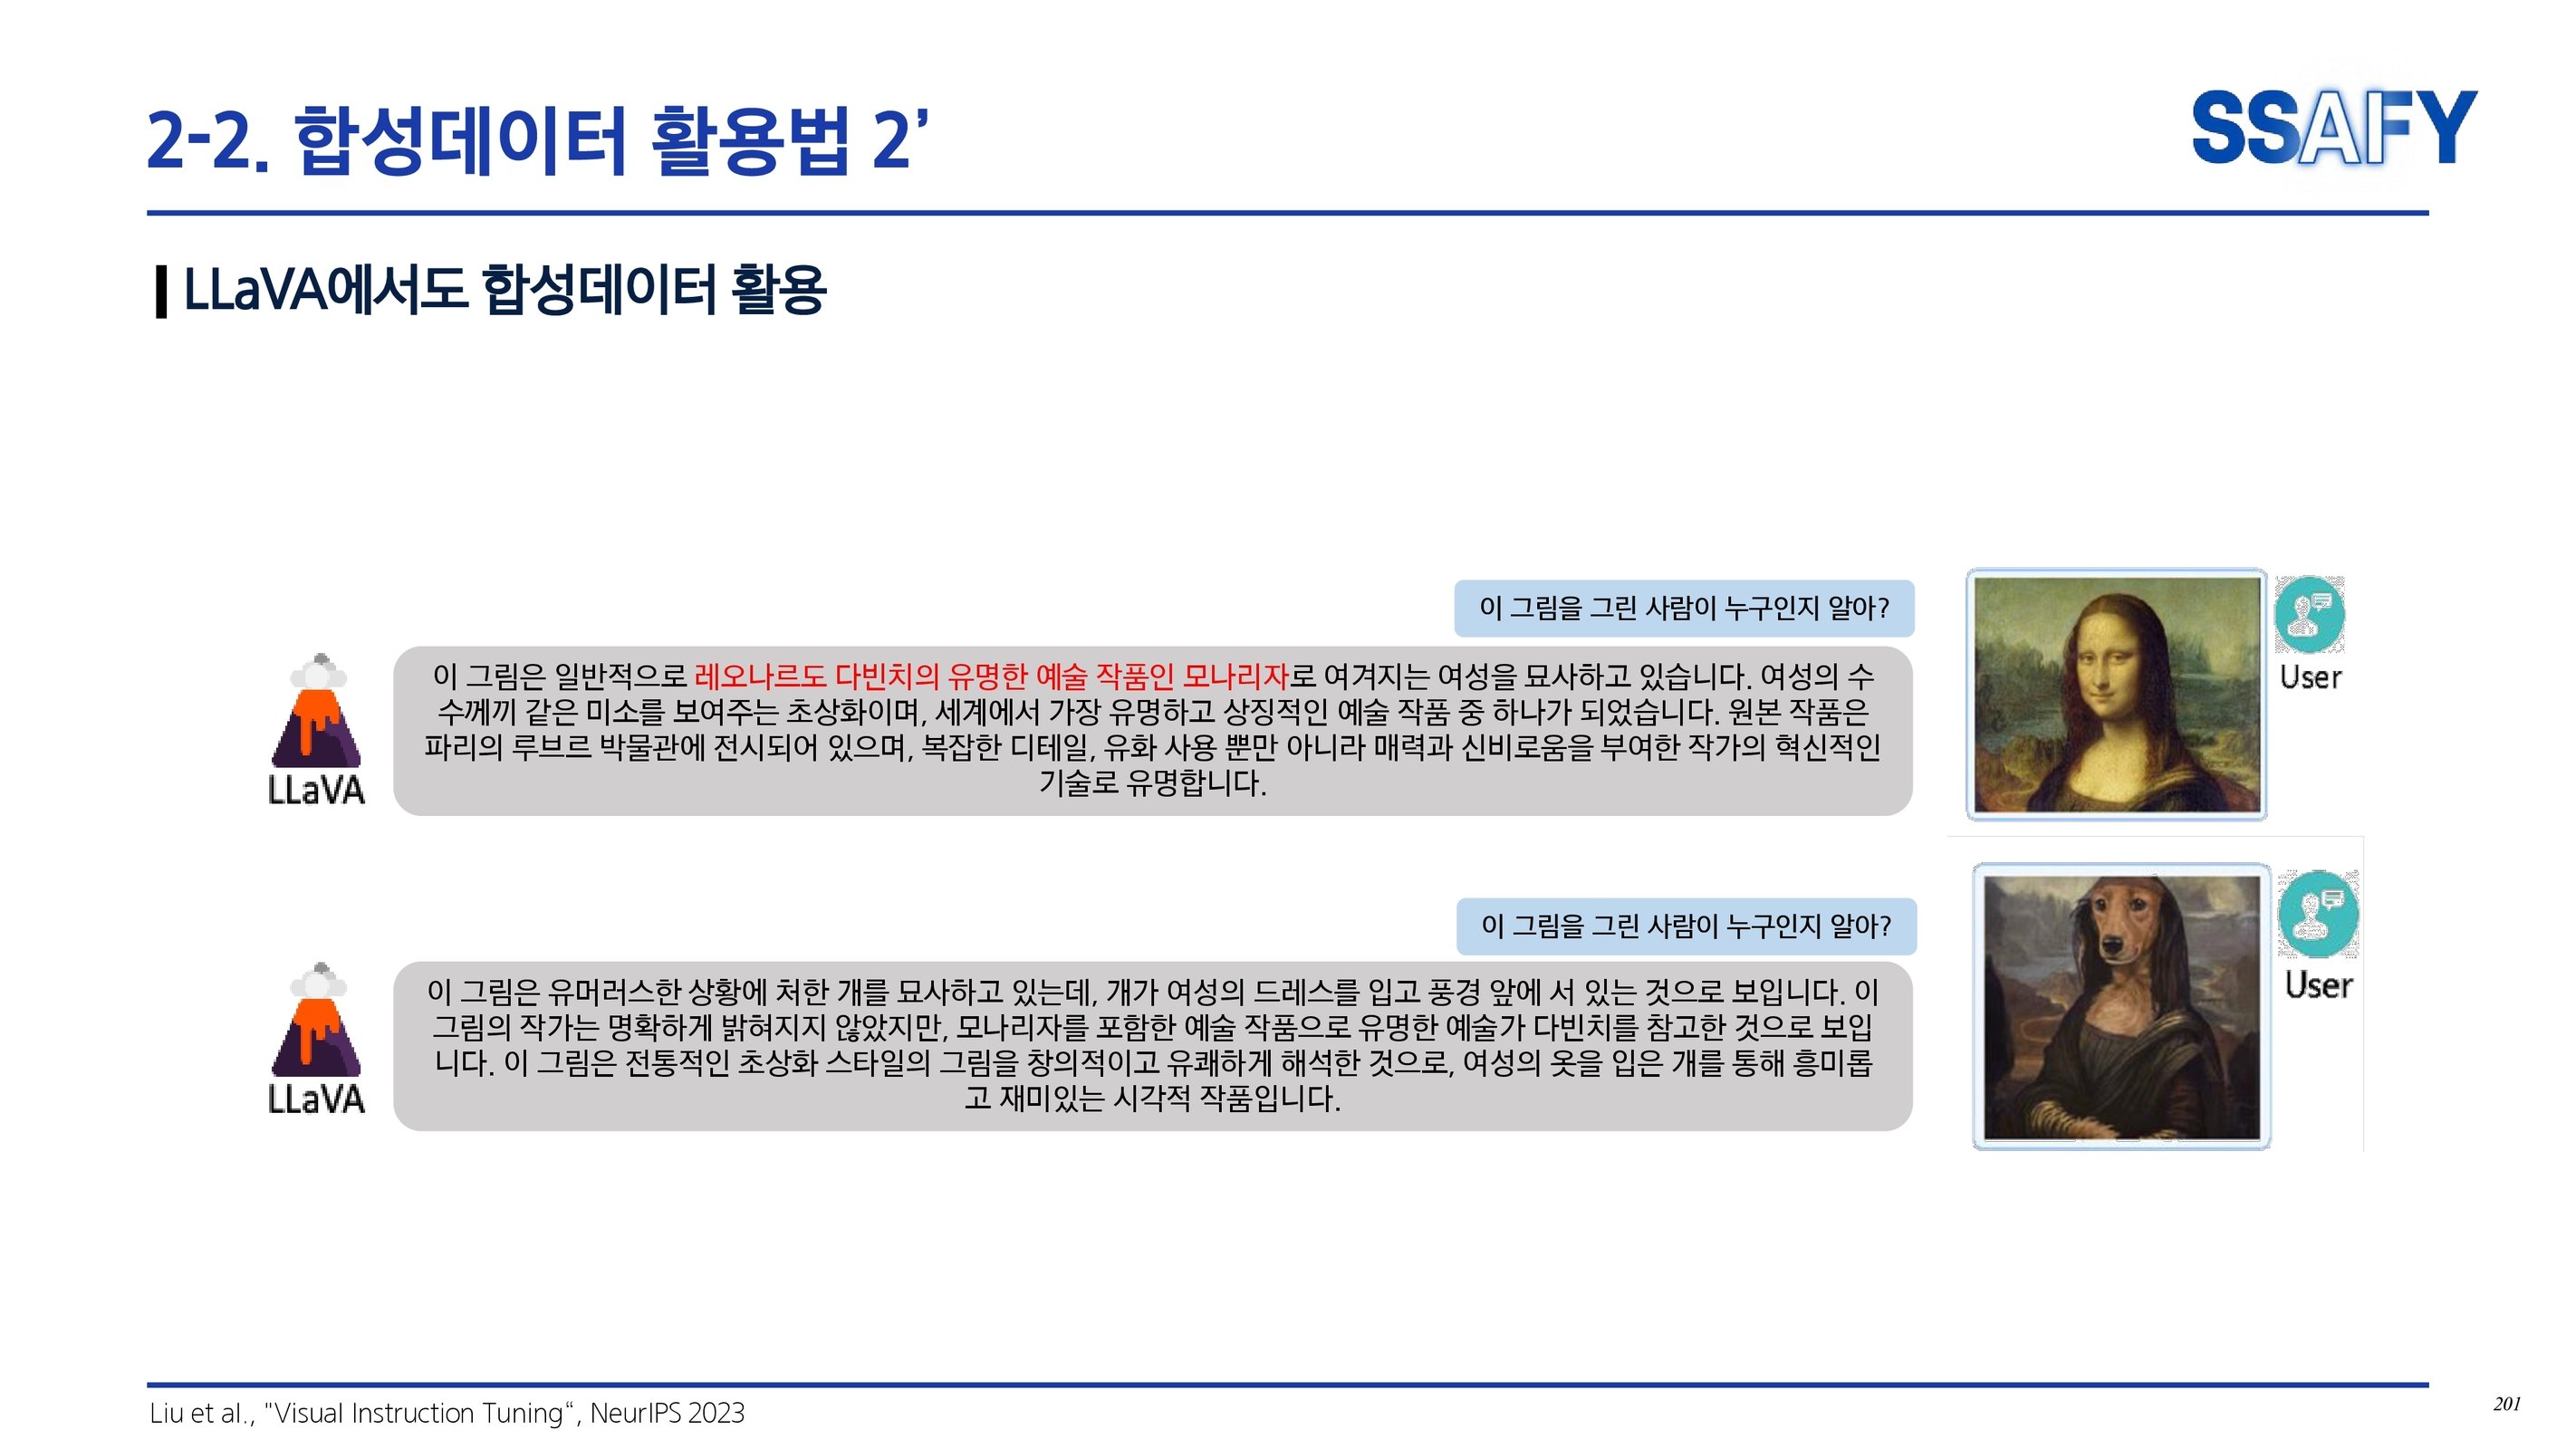 2-2. 합성데이터 활용법 2’
SSAFY
LLaVA에서도 합성데이터 활용
이 그림을 그린 사람이 누구인지 알아?
User
이 그림은 일반적으로 레오나르도 다빈치의 유명한 예술 작품인 모나리자로 여겨지는 여성을 묘사하고 있습니다. 여성의 수
수께끼 같은 미소를 보여주는 초상화이며, 세계에서 가장 유명하고 상징적인 예술 작품 중 하나가 되었습니다. 원본 작품은
파리의 루브르 박물관에 전시되어 있으며, 복잡한 디테일, 유화 사용 뿐만 아니라 매력과 신비로움을 부여한 작가의 혁신적인
기술로 유명합니다.
LLaVA
이 그림을 그린 사람이 누구인지 알아?
User
이 그림은 유머러스한 상황에 처한 개를 묘사하고 있는데, 개가 여성의 드레스를 입고 풍경 앞에 서 있는 것으로 보입니다. 이
그림의 작가는 명확하게 밝혀지지 않았지만, 모나리자를 포함한 예술 작품으로 유명한 예술가 다빈치를 참고한 것으로 보입
니다. 이 그림은 전통적인 초상화 스타일의 그림을 창의적이고 유쾌하게 해석한 것으로, 여성의 옷을 입은 개를 통해 흥미롭
고 재미있는 시각적 작품입니다.
LLaVA
Liu et al., "Visual Instruction Tuning“, NeurIPS 2023
201